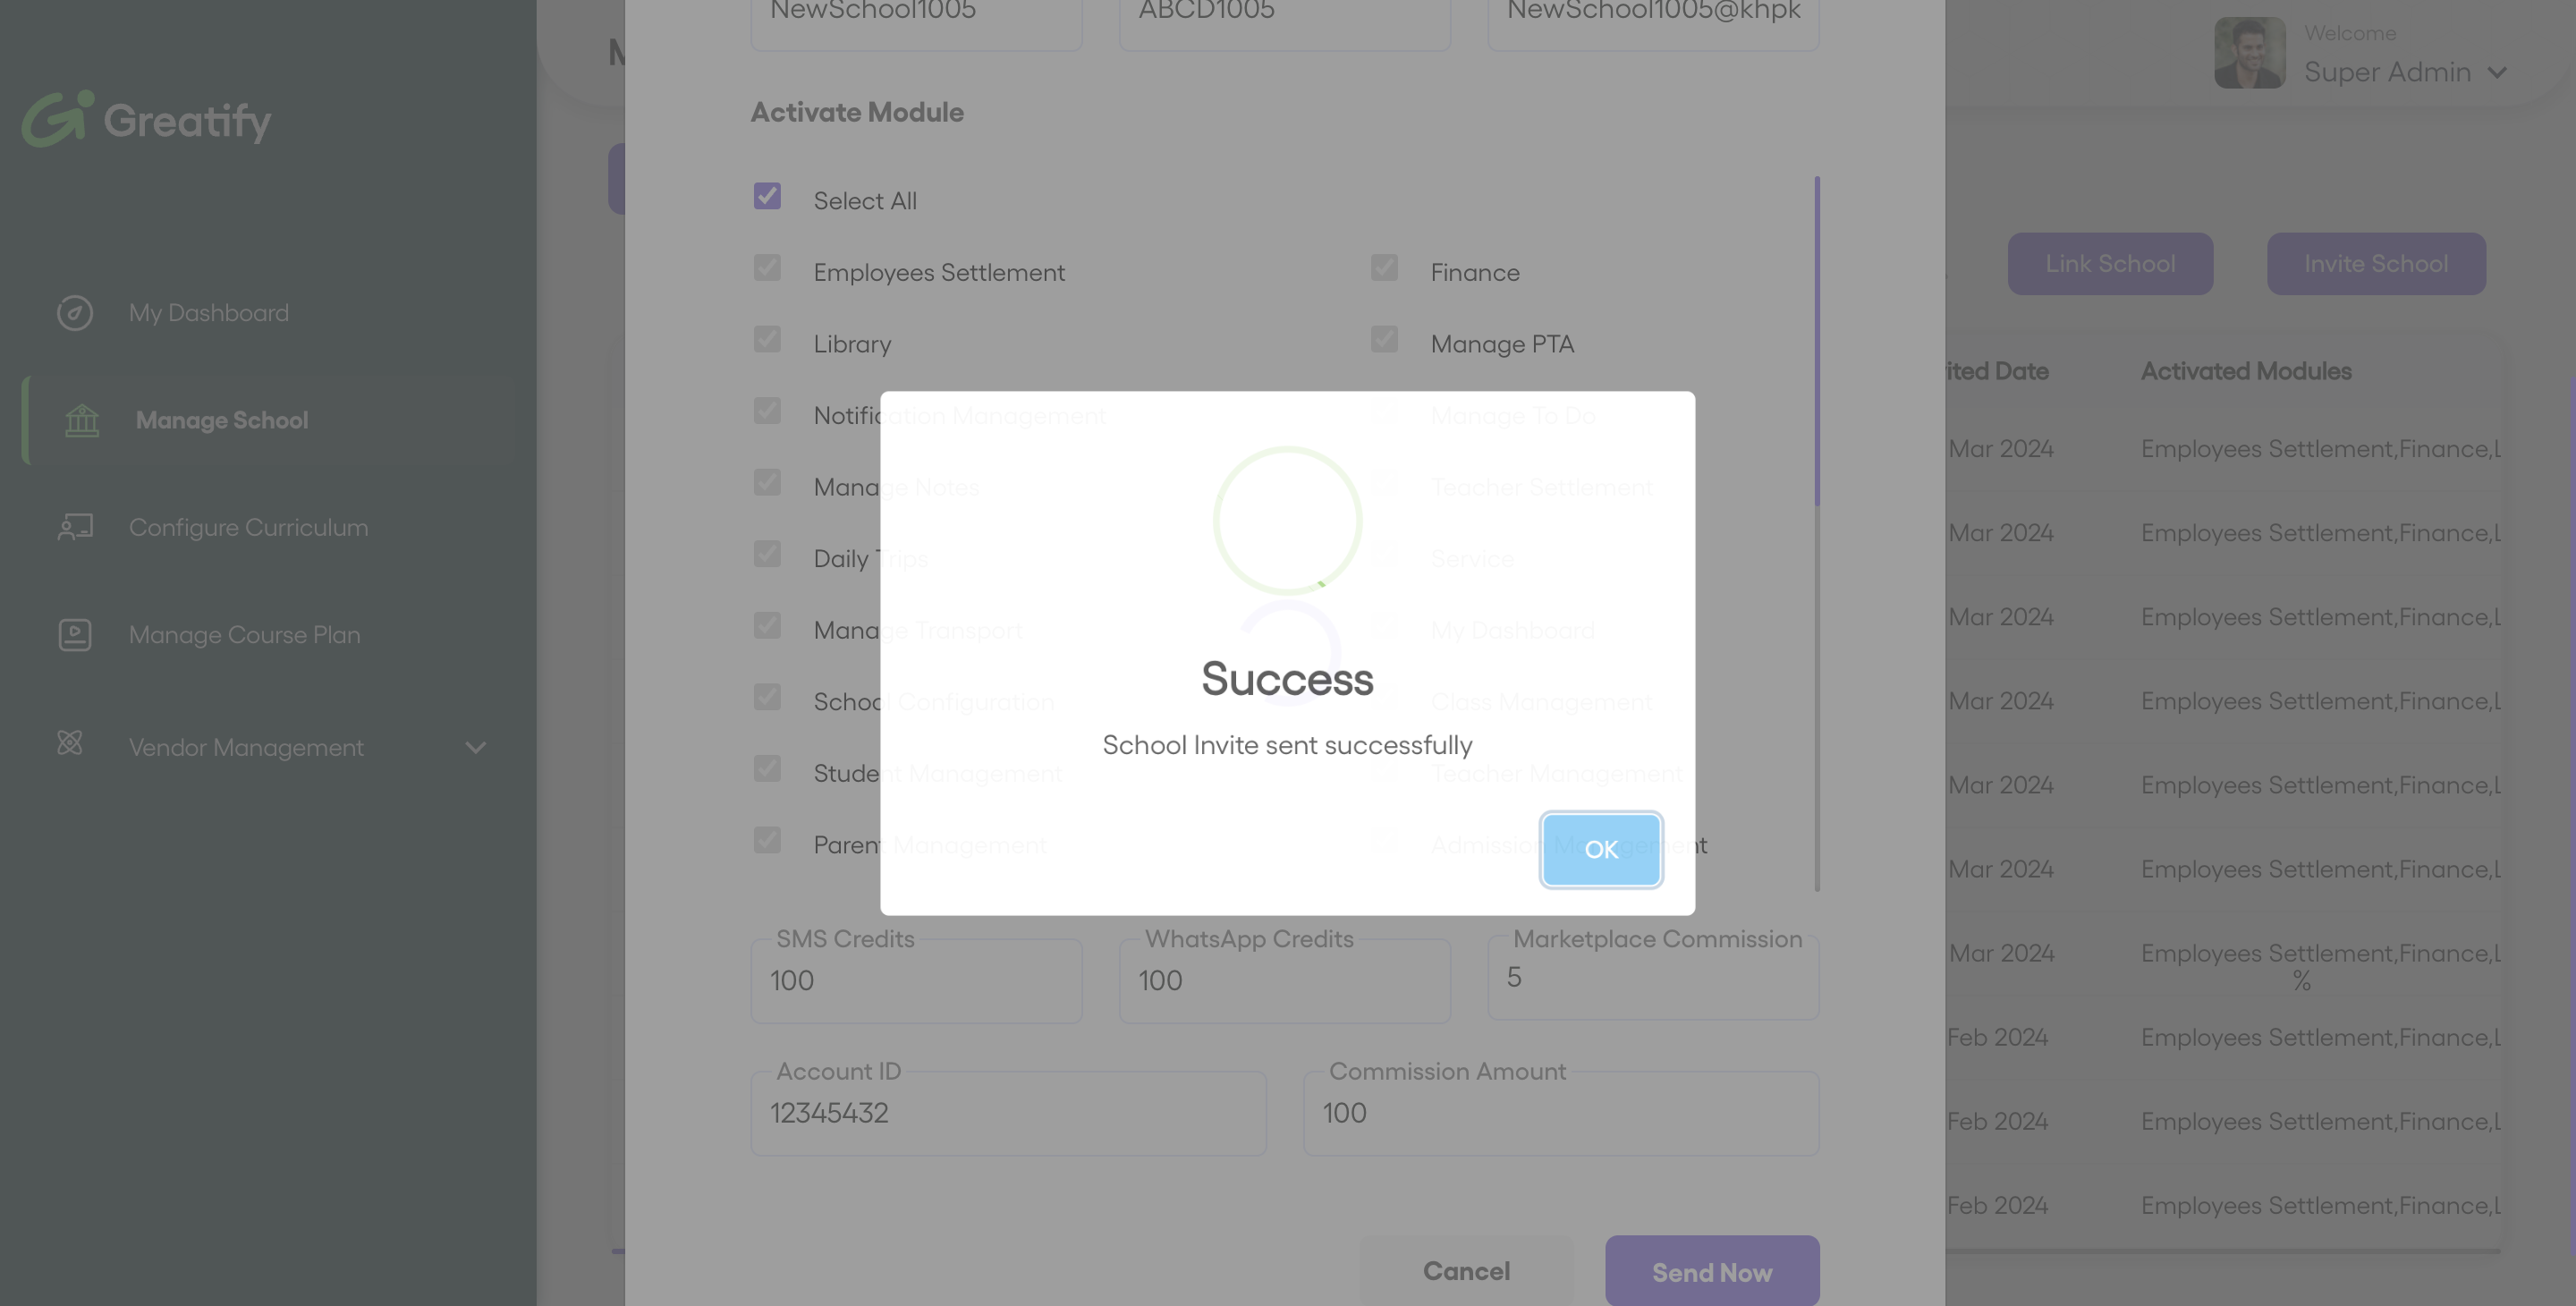 NewSchool1005 ABCD1005 NewSchool1005@khpk
Welcome
Super Admin
Greatify
Activate Module
Select All
Employees Settlement Finance
Library Manage PTA
Notification Management Manage To Do
Manage Notes Teacher Settlement
Daily Trips Service
Manage Transport My Dashboard
School Configuration Class Management
Student Management Teacher Management
Parent Management Admission Management
Success
School Invite sent successfully
OK
SMS Credits WhatsApp Credits Marketplace Commission
100 100 5
%
Account ID Commission Amount
12345432 100
Cancel Send Now
My Dashboard
Manage School
Configure Curriculum
Manage Course Plan
Vendor Management
Link School Invite School
Date Activated Modules
Mar 2024 Employees Settlement,Finance,L
Mar 2024 Employees Settlement,Finance,L
Mar 2024 Employees Settlement,Finance,L
Mar 2024 Employees Settlement,Finance,L
Mar 2024 Employees Settlement,Finance,L
Mar 2024 Employees Settlement,Finance,L
Mar 2024 Employees Settlement,Finance,L
Feb 2024 Employees Settlement,Finance,L
Feb 2024 Employees Settlement,Finance,L
Feb 2024 Employees Settlement,Finance,L